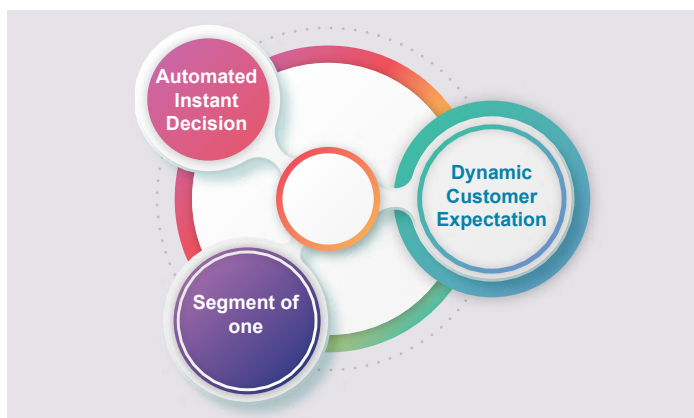 Automated
Instant
Decision
Dynamic
Customer
Expectation
Segment of
one